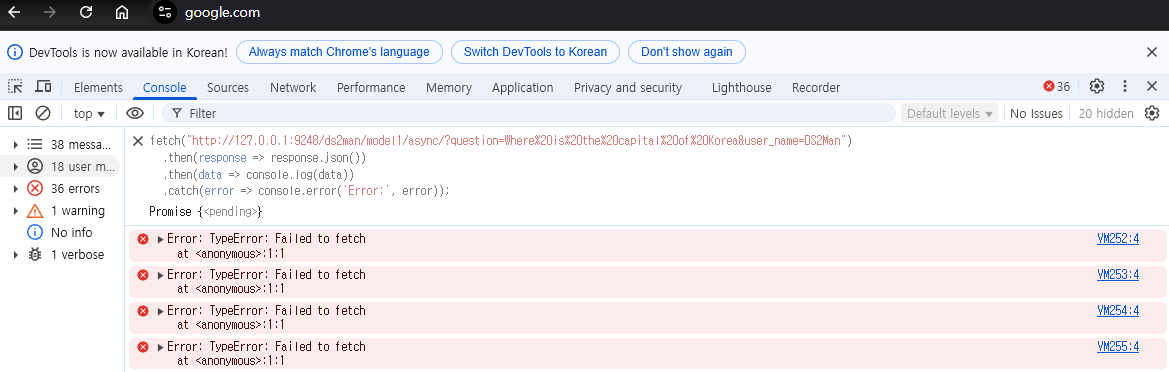 google.com
DevTools is now available in Korean! Always match Chrome's language Switch DevTools to Korean Don't show again
Elements Console Sources Network Performance Memory Application Privacy and security Lighthouse Recorder 36
top Filter Default levels No Issues 20 hidden
38 messa...
18 user m...
36 errors
1 warning
No info
1 verbose
fetch("http://127.0.0.1:9248/ds2man/model1/async/?question=Where%20is%20the%20capital%20of%20Korea&user_name=DS2Man")
.then(response => response.json())
.then(data => console.log(data))
.catch(error => console.error('Error:', error));
Promise {<pending>}
Error: TypeError: Failed to fetch VM252:4
at <anonymous>:1:1
Error: TypeError: Failed to fetch VM253:4
at <anonymous>:1:1
Error: TypeError: Failed to fetch VM254:4
at <anonymous>:1:1
Error: TypeError: Failed to fetch VM255:4
at <anonymous>:1:1